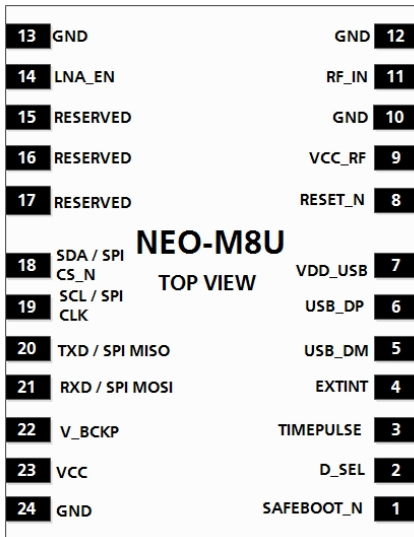 13 GND GND 12
14 LNA_EN RF_IN 11
15 RESERVED GND 10
16 RESERVED VCC_RF 9
17 RESERVED RESET_N 8
NEO-M8U
TOP VIEW
18 SDA / SPI CS_N VDD_USB 7
19 SCL / SPI CLK USB_DP 6
20 TXD / SPI MISO USB_DM 5
21 RXD / SPI MOSI EXTINT 4
22 V_BCKP TIMEPULSE 3
23 VCC D_SEL 2
24 GND SAFEBOOT_N 1